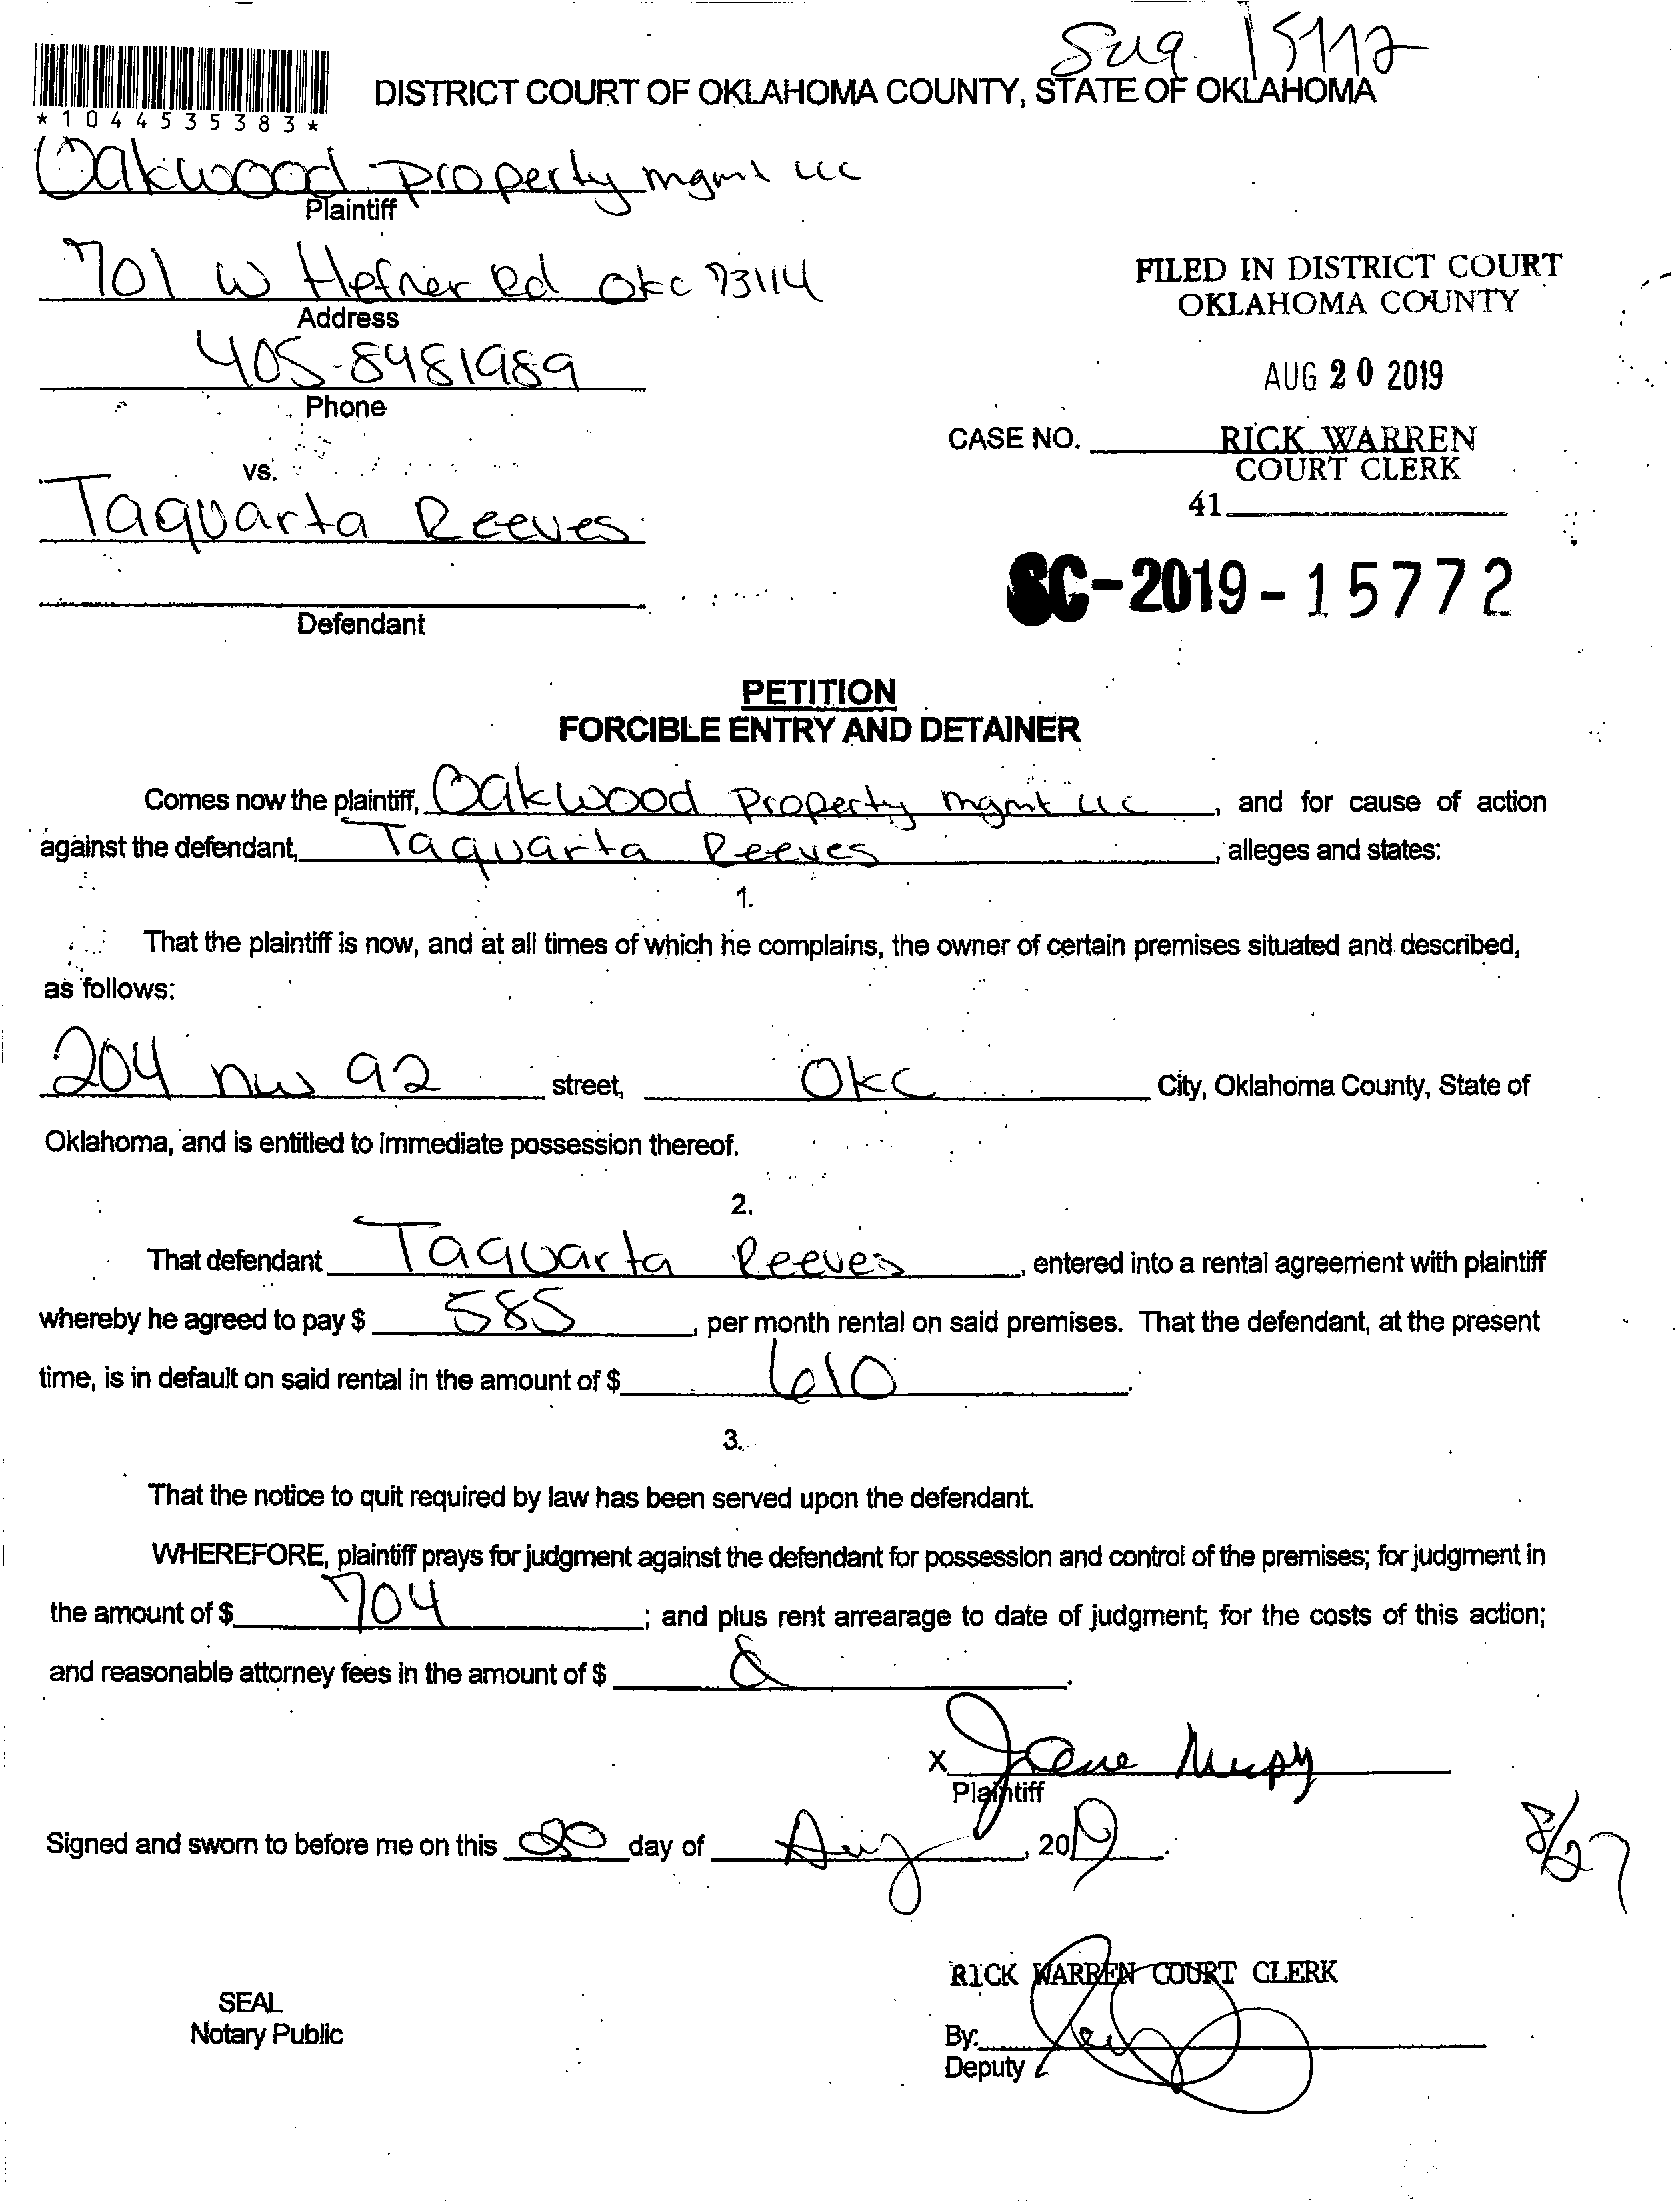 DISTRICT COURT OF OKLAHOMA COUNTY, STATE OF OKLAHOMA
*1044535383*
Oakwood Property mgmt LLC
Plaintiff
701 W Hefner Rd OKC 73114
Address
405-8481989
Phone
FILED IN DISTRICT COURT
OKLAHOMA COUNTY
AUG 20 2019
RICK WARREN
COURT CLERK
41
CASE NO.
vs.
Taquarta Reeves
Defendant
SC-2019-15772
PETITION
FORCIBLE ENTRY AND DETAINER
Comes now the plaintiff, Oakwood Property mgmt LLC, and for cause of action
against the defendant, Taquarta Reeves, alleges and states:
1.
That the plaintiff is now, and at all times of which he complains, the owner of certain premises situated and described,
as follows:
204 nw 92 street, OKC City, Oklahoma County, State of
Oklahoma, and is entitled to immediate possession thereof.
2.
That defendant Taquarta Reeves, entered into a rental agreement with plaintiff
whereby he agreed to pay $ 585, per month rental on said premises. That the defendant, at the present
time, is in default on said rental in the amount of $ 610.
3.
That the notice to quit required by law has been served upon the defendant.
WHEREFORE, plaintiff prays for judgment against the defendant for possession and control of the premises; for judgment in
the amount of $ 704; and plus rent arrearage to date of judgment; for the costs of this action;
and reasonable attorney fees in the amount of $
X
Plaintiff
Signed and sworn to before me on this 20 day of Aug, 2019.
8/27
RICK WARREN COURT CLERK
SEAL
Notary Public
By:
Deputy